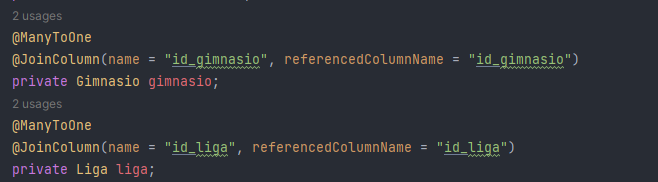 2 usages
@ManyToOne
@JoinColumn(name = "id_gimnasio", referencedColumnName = "id_gimnasio")
private Gimnasio gimnasio;
2 usages
@ManyToOne
@JoinColumn(name = "id_liga", referencedColumnName = "id_liga")
private Liga liga;